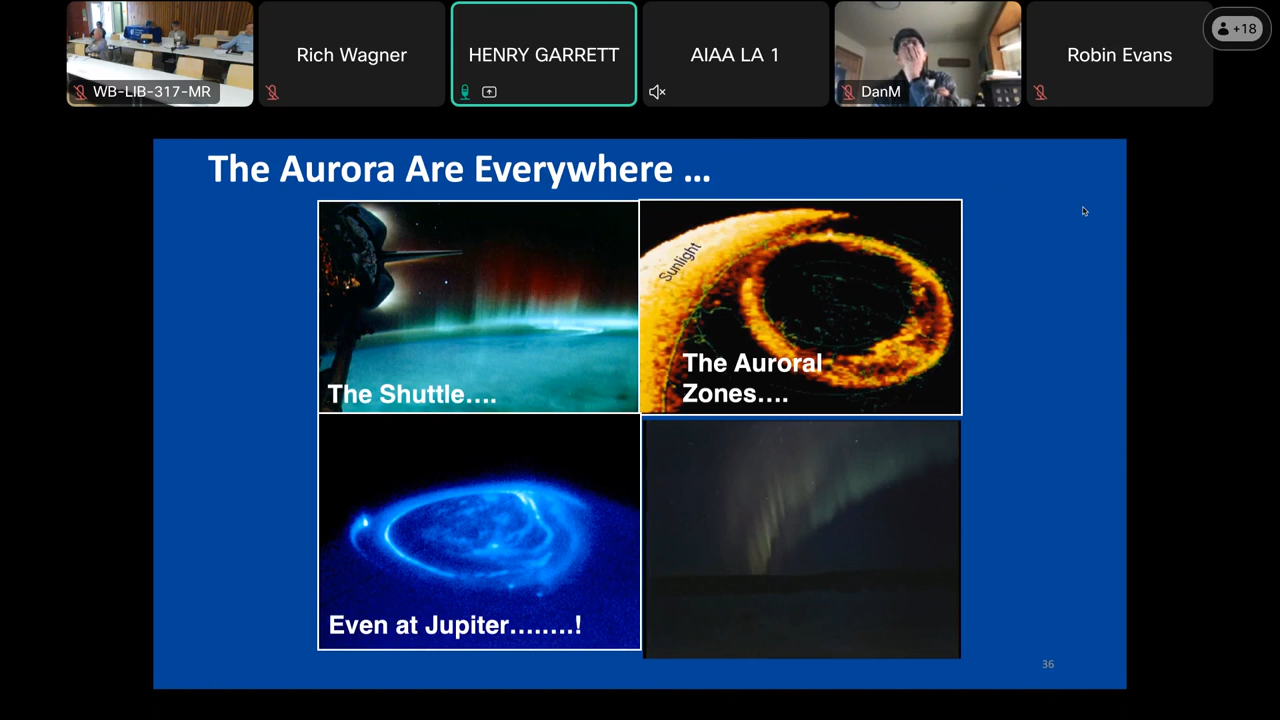 WB-LIB-317-MR
Rich Wagner
HENRY GARRETT
AIAA LA 1
DanM
Robin Evans
+18
The Aurora Are Everywhere ...
Sunlight
The Shuttle....
The Auroral
Zones....
Even at Jupiter........!
36